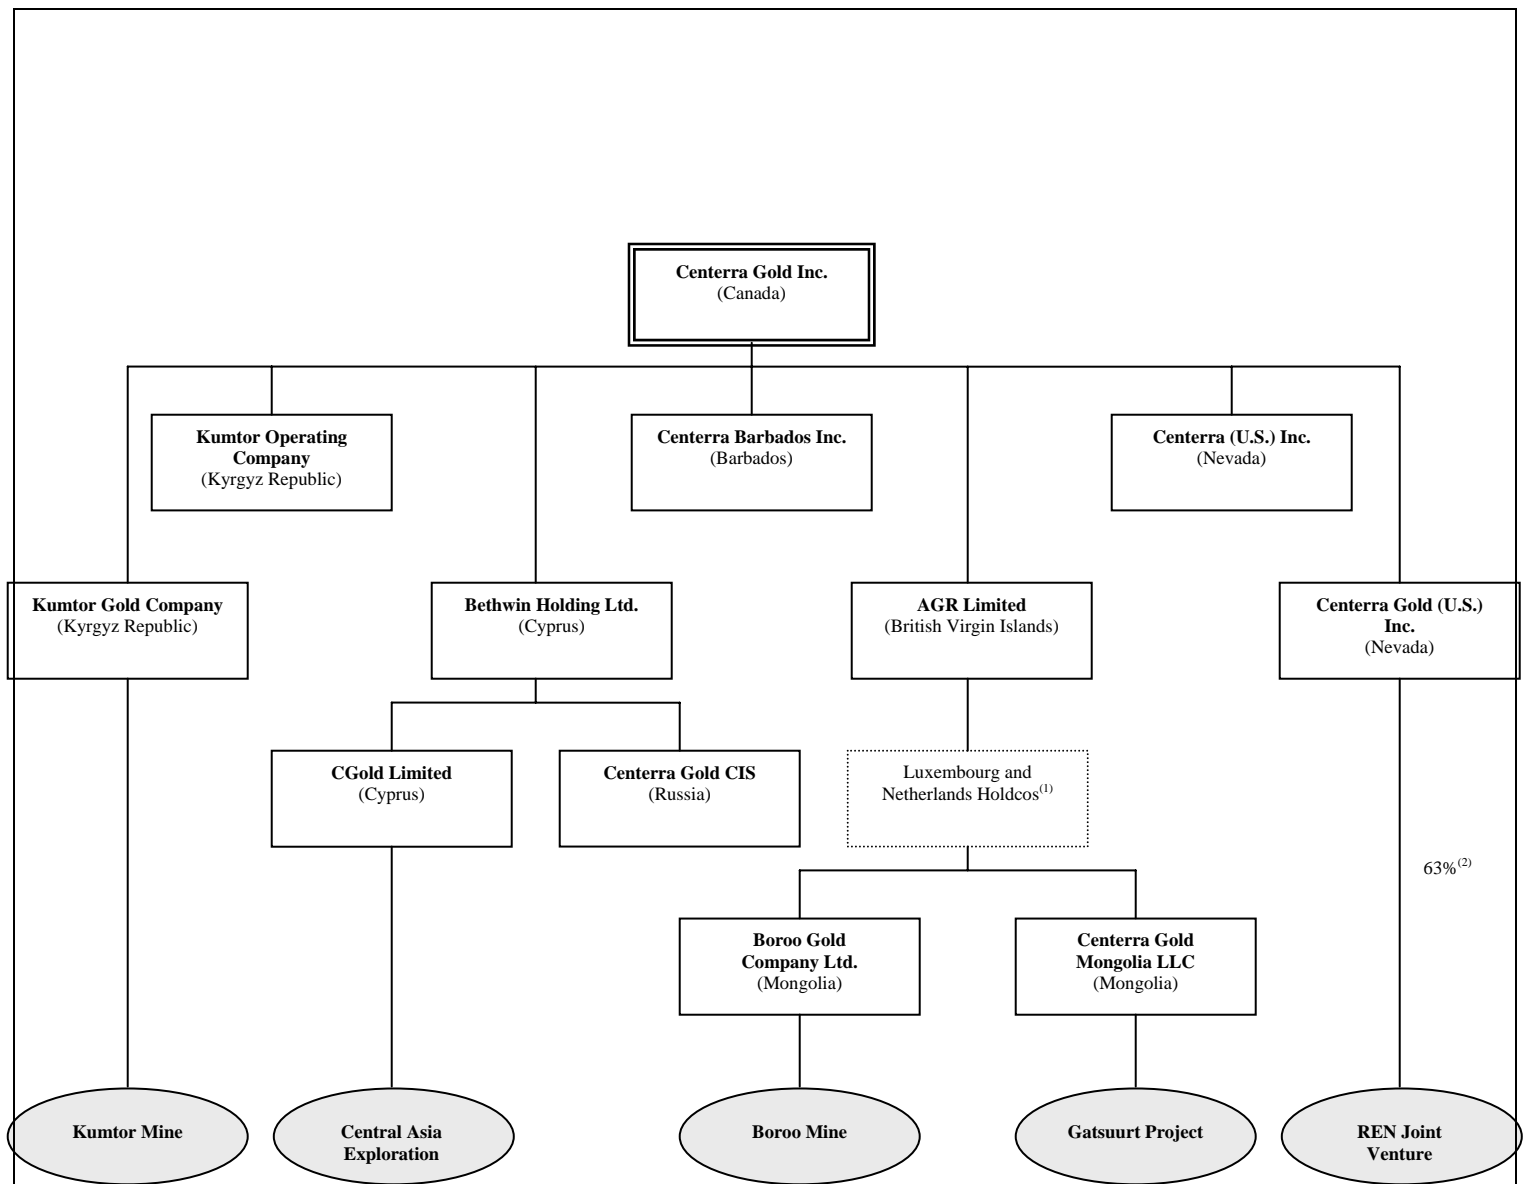 Centerra Gold Inc.
(Canada)
Kumtor Operating
Company
(Kyrgyz Republic)
Centerra Barbados Inc.
(Barbados)
Centerra (U.S.) Inc.
(Nevada)
Kumtor Gold Company
(Kyrgyz Republic)
Bethwin Holding Ltd.
(Cyprus)
AGR Limited
(British Virgin Islands)
Centerra Gold (U.S.)
Inc.
(Nevada)
CGold Limited
(Cyprus)
Centerra Gold CIS
(Russia)
Luxembourg and
Netherlands Holdcos(1)
63%(2)
Boroo Gold
Company Ltd.
(Mongolia)
Centerra Gold
Mongolia LLC
(Mongolia)
Kumtor Mine
Central Asia
Exploration
Boroo Mine
Gatsuurt Project
REN Joint
Venture